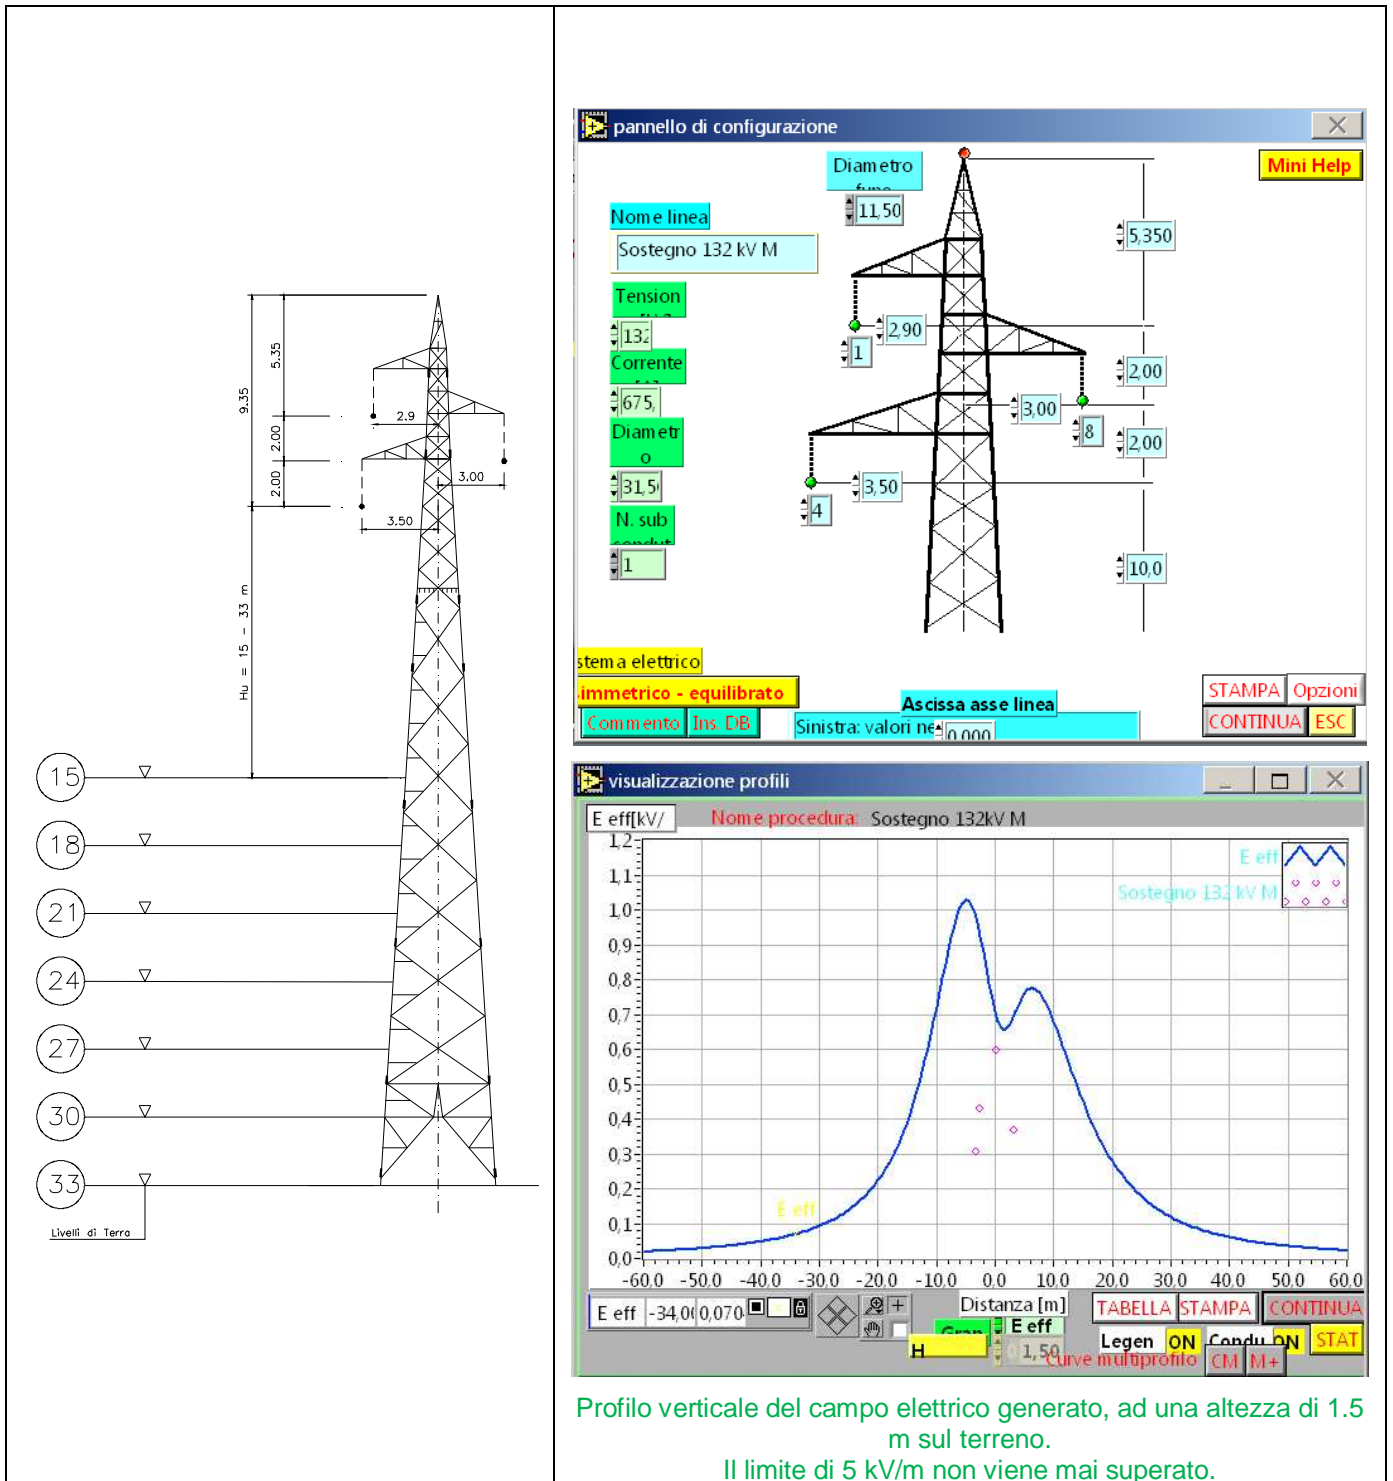 9.35
5.35
2.00
2.00
2.9
3.00
3.50
Hu = 15 - 33 m
15
18
21
24
27
30
33
Livelli di Terra
pannello di configurazione
Mini Help
Diametro
11,50
Nome linea
Sostegno 132 kV M
Tension
132
Corrente
675,
Diametr
o
31,5
N. sub
1
5,350
2,90
1
2,00
3,00
8
2,00
3,50
4
10,0
stema elettrico
immetrico - equilibrato
Commento Ins. DB
Ascissa asse linea
Sinistra: valori ne
0,000
STAMPA Opzioni
CONTINUA ESC
visualizzazione profili
E eff[kV/
Nome procedura: Sostegno 132kV M
E eff
Sostegno 132 kV M
1,2
1,1
1,0
0,9
0,8
0,7
0,6
0,5
0,4
0,3
0,2
0,1
0,0
E eff
-60,0 -50,0 -40,0 -30,0 -20,0 -10,0 0,0 10,0 20,0 30,0 40,0 50,0 60,0
E eff -34,0 0,070
Distanza [m]
TABELLA STAMPA CONTINUA
E eff
H
1,50
Legen ON Condu ON STAT
Curve multiprofilo CM M+
Profilo verticale del campo elettrico generato, ad una altezza di 1.5
m sul terreno.
Il limite di 5 kV/m non viene mai superato.